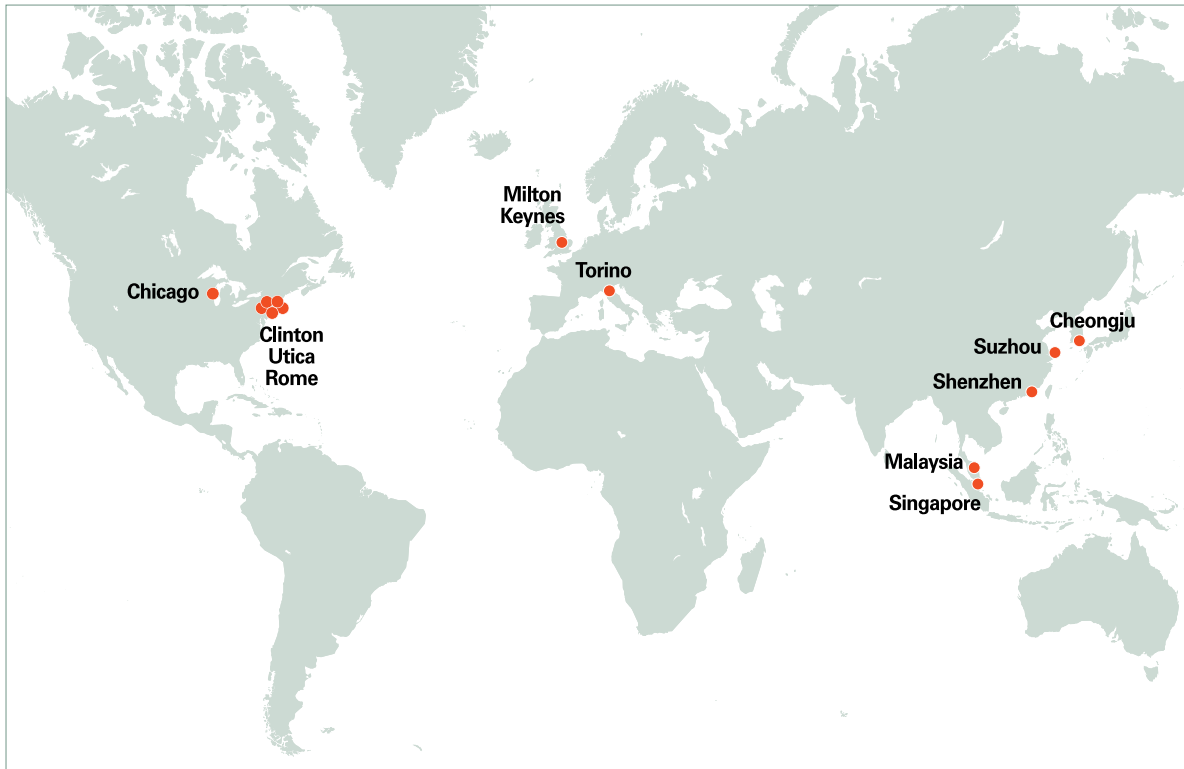 Milton
Keynes
Torino
Chicago
Clinton
Utica
Rome
Cheongju
Suzhou
Shenzhen
Malaysia
Singapore